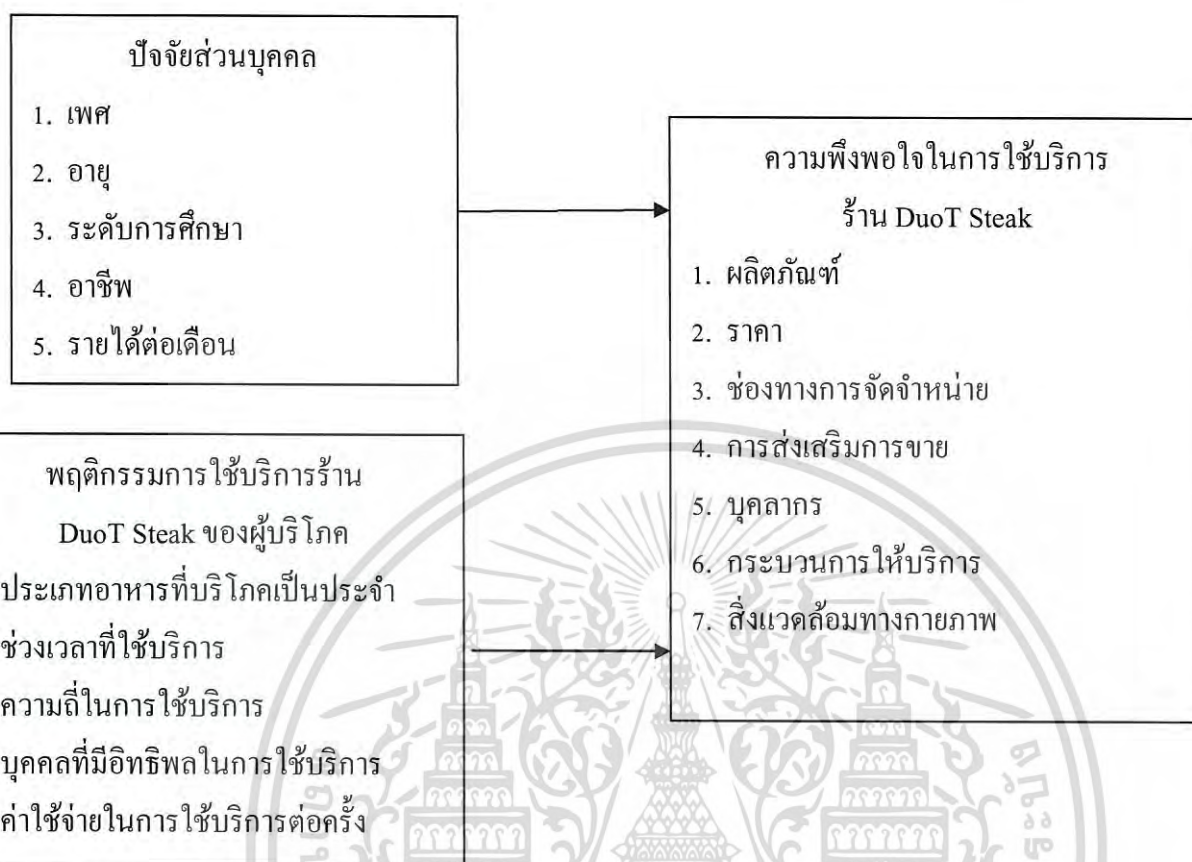 ปัจจัยส่วนบุคคล
1. เพศ
2. อายุ
3. ระดับการศึกษา
4. อาชีพ
5. รายได้ต่อเดือน
พฤติกรรมการใช้บริการร้าน
DuoT Steak ของผู้บริโภค
ประเภทอาหารที่บริโภคเป็นประจำ
ช่วงเวลาที่ใช้บริการ
ความถี่ในการใช้บริการ
บุคคลที่มีอิทธิพลในการใช้บริการ
ค่าใช้จ่ายในการใช้บริการต่อครั้ง
ความพึงพอใจในการใช้บริการ
ร้าน DuoT Steak
1. ผลิตภัณฑ์
2. ราคา
3. ช่องทางการจัดจำหน่าย
4. การส่งเสริมการขาย
5. บุคลากร
6. กระบวนการให้บริการ
7. สิ่งแวดล้อมทางกายภาพ